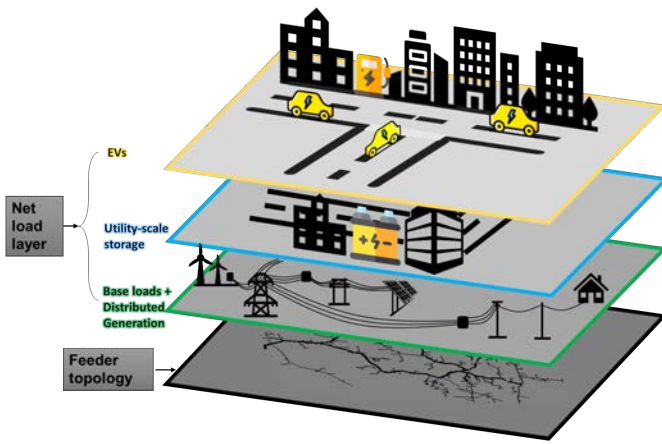 EVs
Net
load
layer
Utility-scale
storage
Base loads +
Distributed
Generation
Feeder
topology